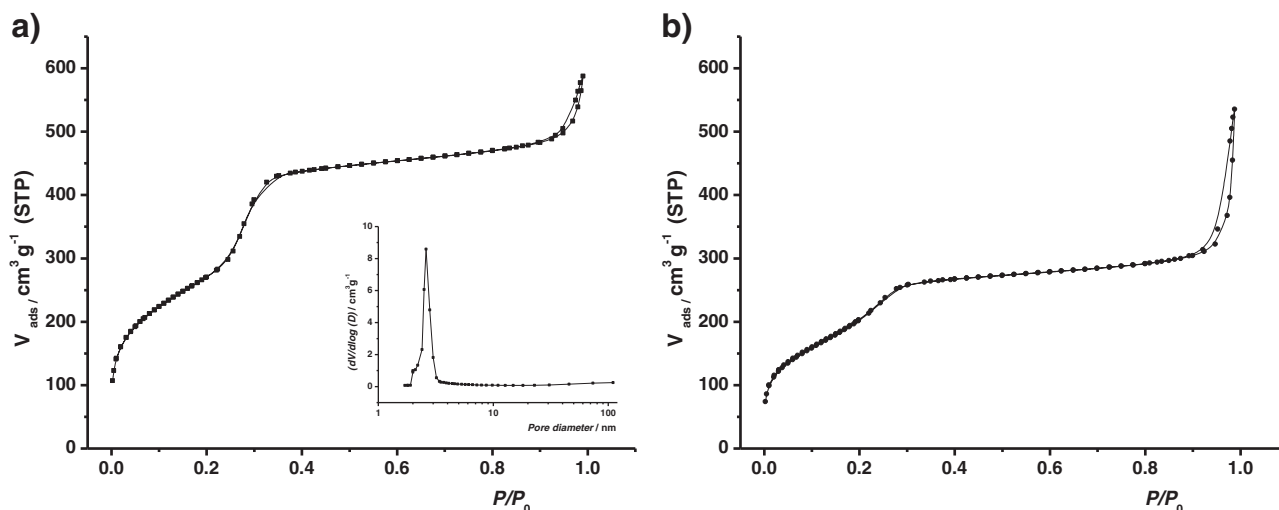 a)
600
500
400
300
200
100
0
V ads / cm³ g⁻¹ (STP)
0.0 0.2 0.4 0.6 0.8 1.0
P/P₀
10
8
6
4
2
0
(dV/dlog (D) / cm³g⁻¹
1 10 100
Pore diameter / nm
b)
600
500
400
300
200
100
0
V ads / cm³ g⁻¹ (STP)
0.0 0.2 0.4 0.6 0.8 1.0
P/P₀